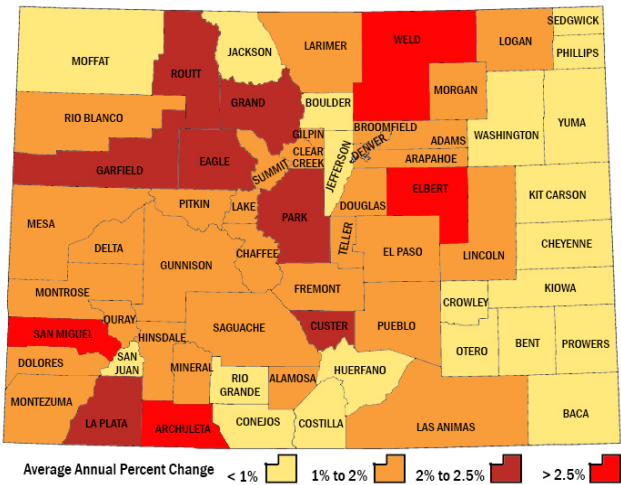 SEDGWICK
MOFFAT
ROUTT
JACKSON
LARIMER
WELD
LOGAN
PHILLIPS
RIO BLANCO
GRAND
BOULDER
MORGAN
WASHINGTON
YUMA
GILPIN
BROOMFIELD
DENVER
ADAMS
GARFIELD
EAGLE
SUMMIT
CLEAR
CREEK
JEFFERSON
ARAPAHOE
ELBERT
KIT CARSON
PITKIN
LAKE
PARK
DOUGLAS
MESA
DELTA
GUNNISON
CHAFFEE
TELLER
EL PASO
LINCOLN
CHEYENNE
MONTROSE
FREMONT
CROWLEY
KIOWA
OURAY
SAN MIGUEL
HINSDALE
SAGUACHE
CUSTER
PUEBLO
OTERO
BENT
PROWERS
DOLORES
SAN
JUAN
MINERAL
RIO
GRANDE
ALAMOSA
HUERFANO
MONTEZUMA
LA PLATA
ARCHULETA
CONEJOS
COSTILLA
LAS ANIMAS
BACA
Average Annual Percent Change < 1% 1% to 2% 2% to 2.5% > 2.5%